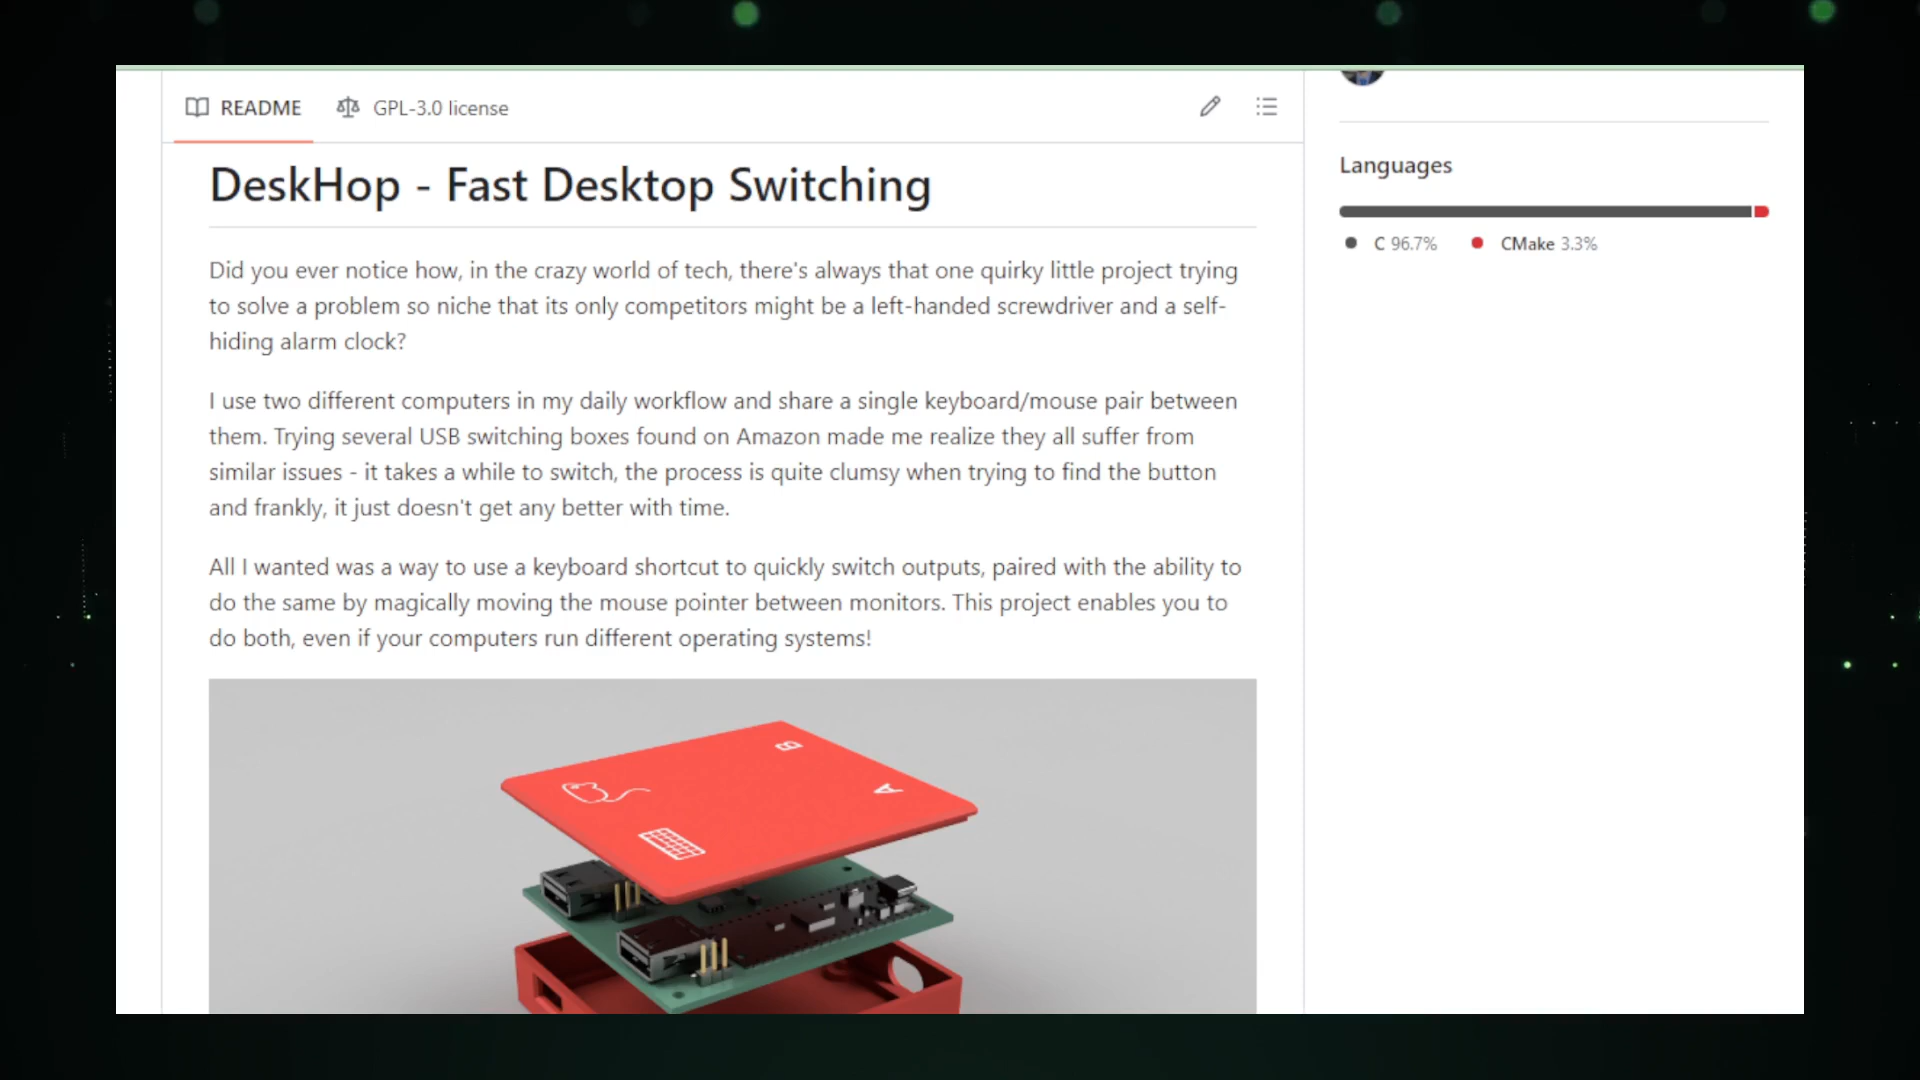 README
GPL-3.0 license
DeskHop - Fast Desktop Switching
Did you ever notice how, in the crazy world of tech, there's always that one quirky little project trying
to solve a problem so niche that its only competitors might be a left-handed screwdriver and a self-
hiding alarm clock?
I use two different computers in my daily workflow and share a single keyboard/mouse pair between
them. Trying several USB switching boxes found on Amazon made me realize they all suffer from
similar issues - it takes a while to switch, the process is quite clumsy when trying to find the button
and frankly, it just doesn't get any better with time.
All I wanted was a way to use a keyboard shortcut to quickly switch outputs, paired with the ability to
do the same by magically moving the mouse pointer between monitors. This project enables you to
do both, even if your computers run different operating systems!
B
A
Languages
C 96.7%
CMake 3.3%